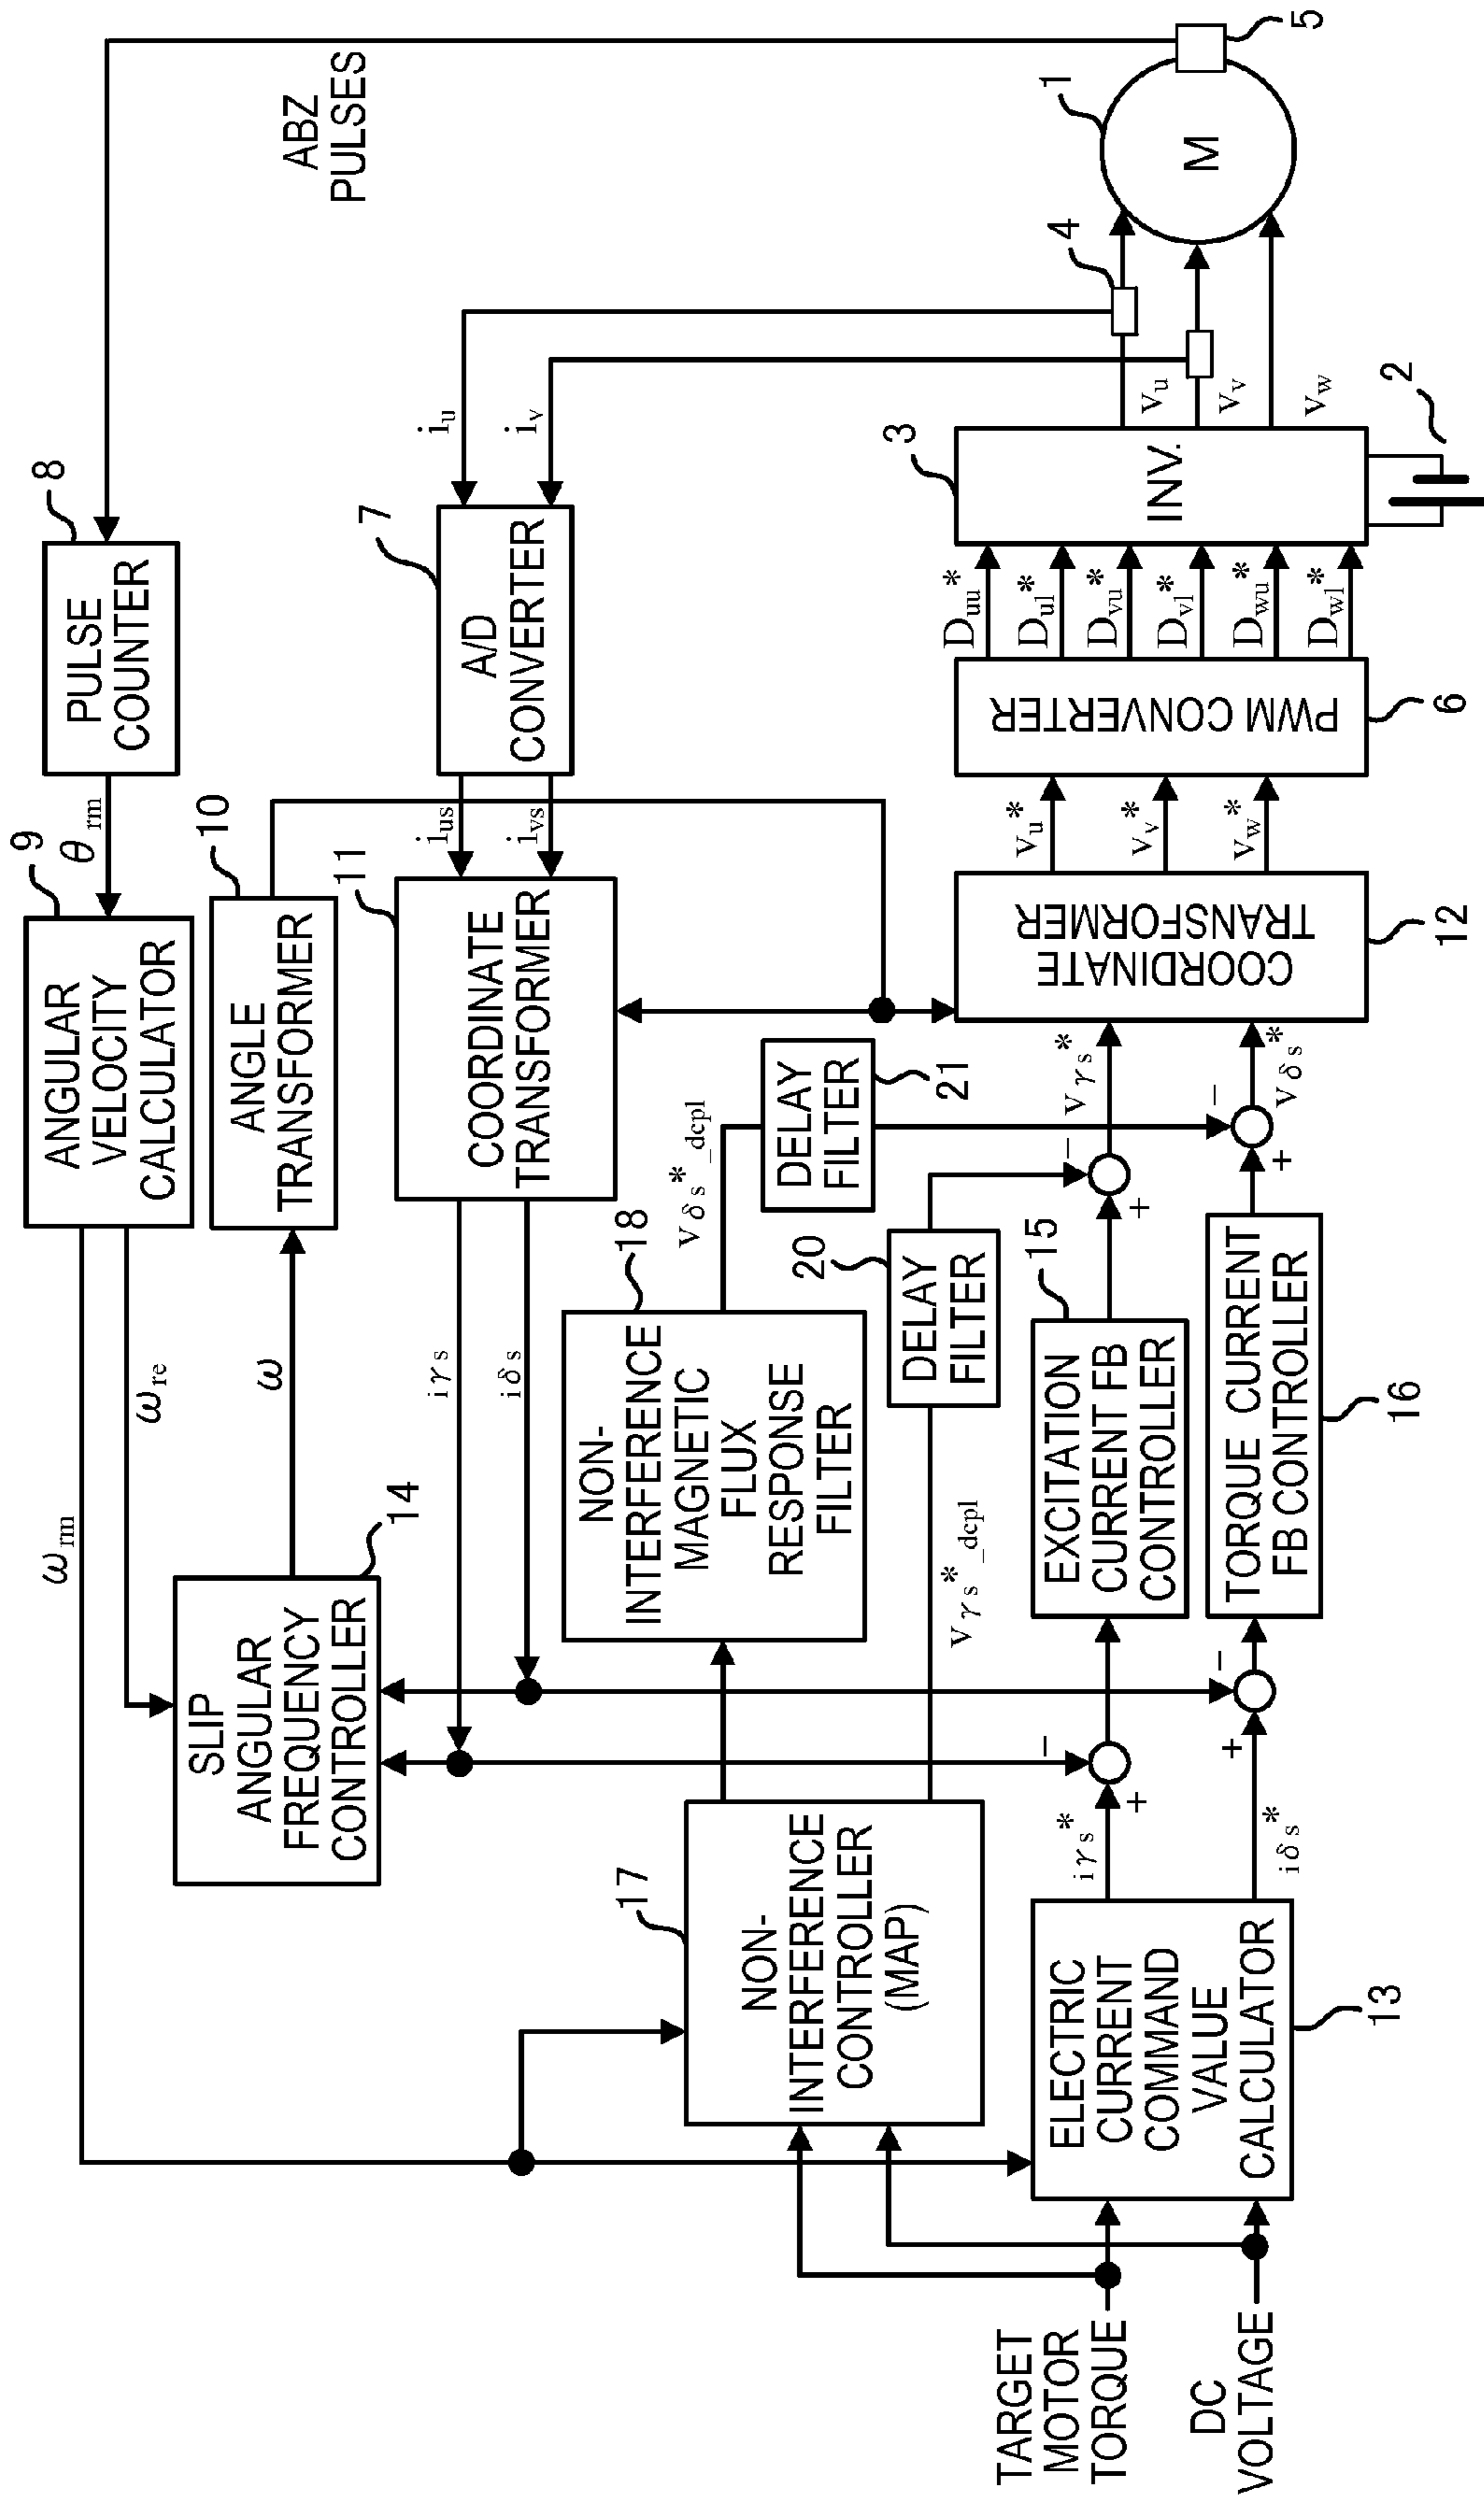 ABZ
PULSES
8
PULSE
COUNTER
θrm
9
ANGULAR
VELOCITY
CALCULATOR
ωrm
ωre
10
ANGLE
TRANSFORMER
ω
14
SLIP
ANGULAR
FREQUENCY
CONTROLLER
7
A/D
CONVERTER
iu
iv
ius
ivs
11
COORDINATE
TRANSFORMER
iγs
iδs
17
NON-
INTERFERENCE
CONTROLLER
(MAP)
18
NON-
INTERFERENCE
MAGNETIC
FLUX
RESPONSE
FILTER
vδs*_dcpl
vγs*_dcpl
20
DELAY
FILTER
21
DELAY
FILTER
TARGET
MOTOR
TORQUE
DC
VOLTAGE
13
ELECTRIC
CURRENT
COMMAND
VALUE
CALCULATOR
iγs*
iδs*
+
−
+
−
15
EXCITATION
CURRENT FB
CONTROLLER
16
TORQUE CURRENT
FB CONTROLLER
+
−
+
−
vγs*
vδs*
12
COORDINATE
TRANSFORMER
vu*
vv*
vw*
6
PWM CONVERTER
Duu*
Dul*
Dvu*
Dvl*
Dwu*
Dwl*
3
INV.
2
vu
vv
vw
4
1
M
5